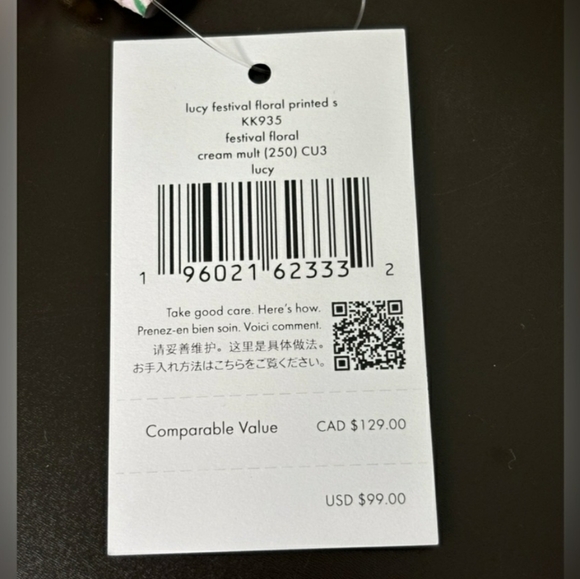 lucy festival floral printed s
KK935
festival floral
cream mult (250) CU3
lucy
1 96021 62333 2
Take good care. Here's how.
Prenez-en bien soin. Voici comment.
请妥善维护。这里是具体做法。
お手入れ方法はこちらをご覧ください。
Comparable Value CAD $129.00
USD $99.00